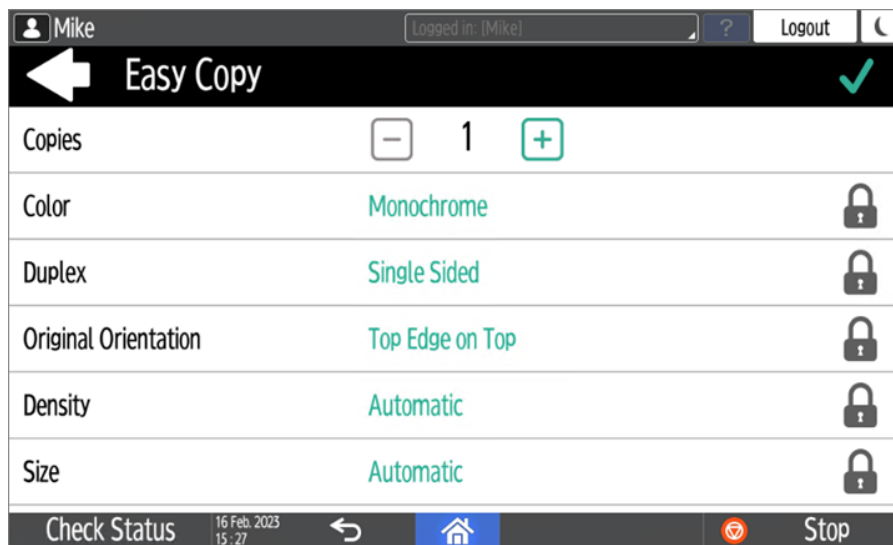 Mike
Logged in: [Mike]
?
Logout
Easy Copy
Copies
1
Color
Monochrome
Duplex
Single Sided
Original Orientation
Top Edge on Top
Density
Automatic
Size
Automatic
Check Status
16 Feb. 2023
15 : 27
Stop